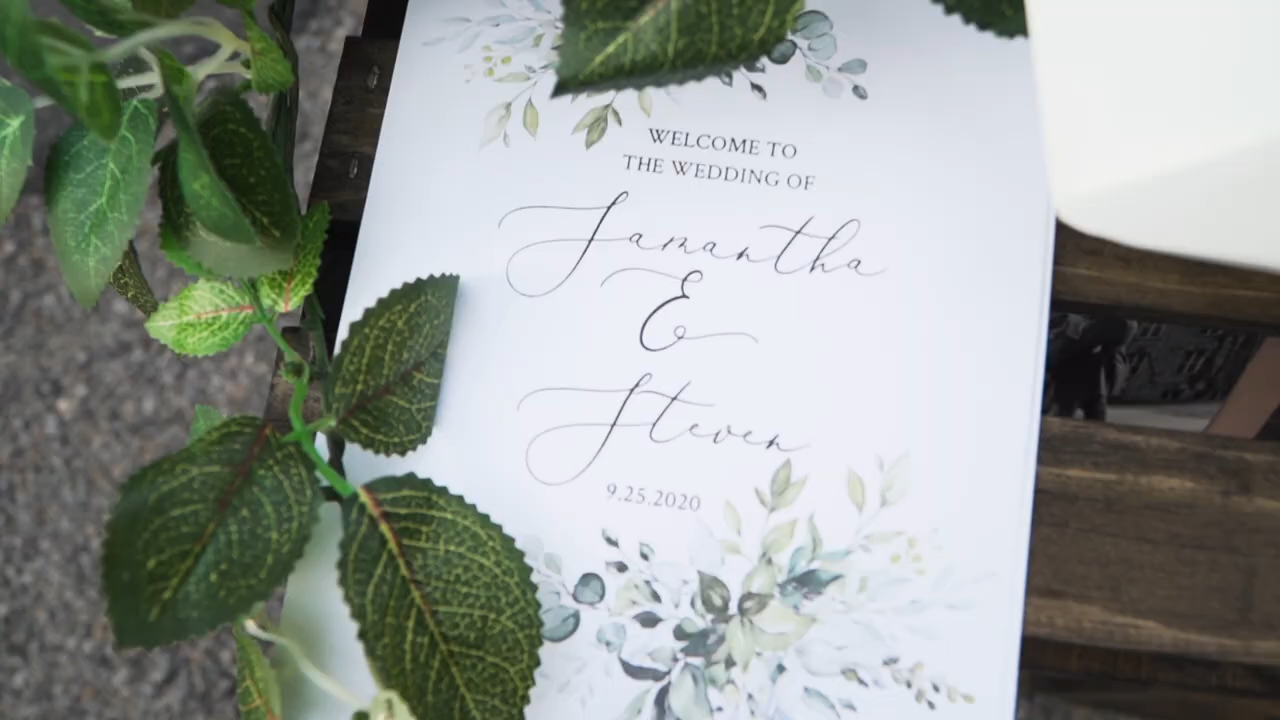 WELCOME TO
THE WEDDING OF
Samantha
&
Steven
9.25.2020